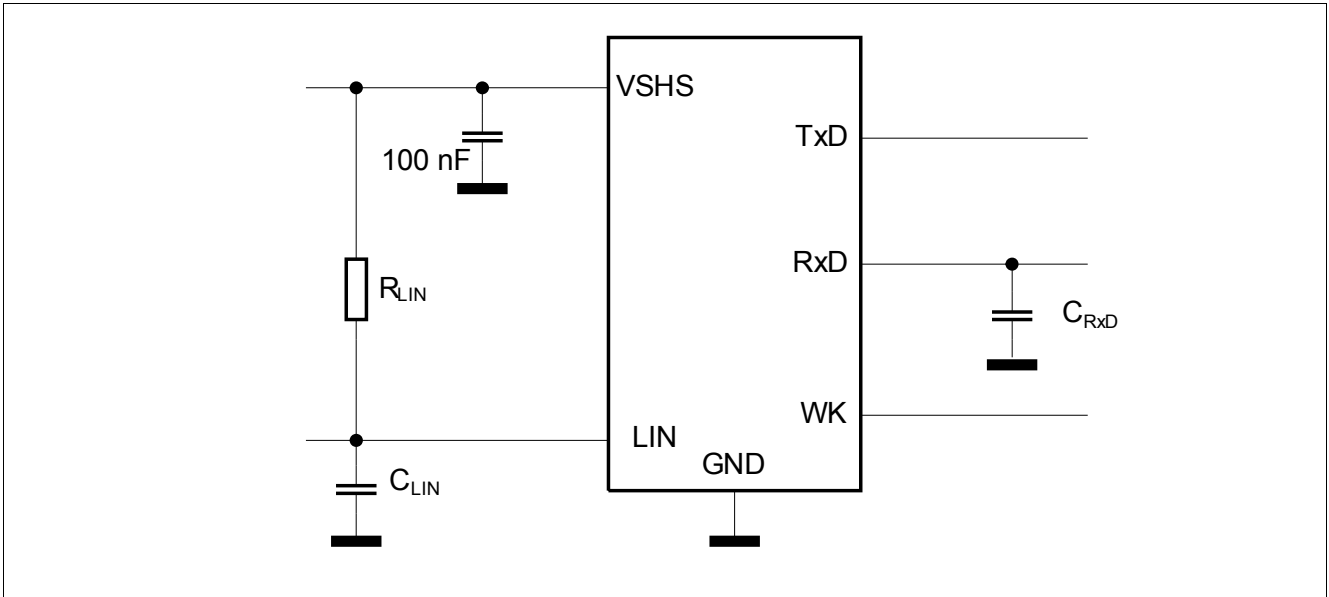 VSHS
TxD
100 nF
RxD
RLIN
CRxD
WK
LIN
GND
CLIN